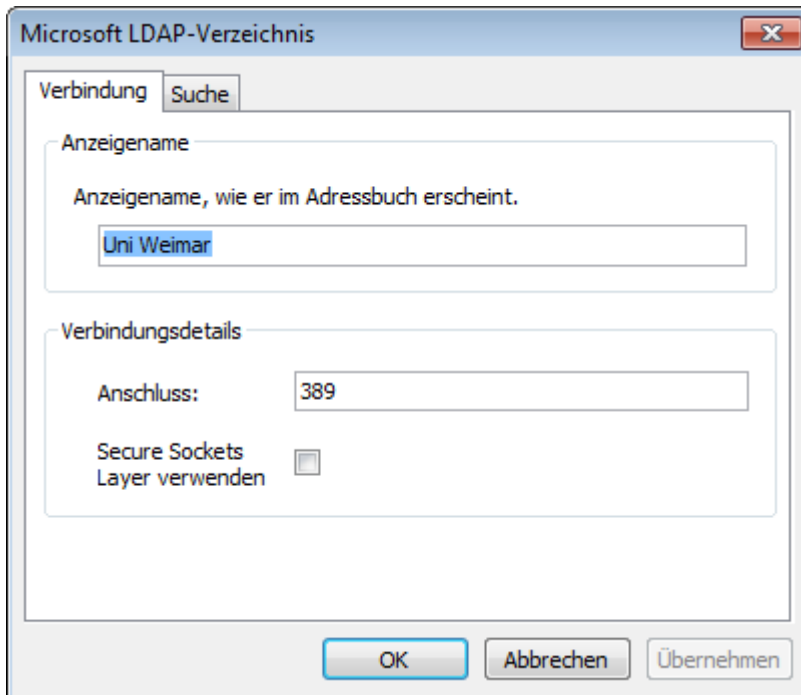 Microsoft LDAP-Verzeichnis
Verbindung Suche
Anzeigename
Anzeigename, wie er im Adressbuch erscheint.
Uni Weimar
Verbindungsdetails
Anschluss: 389
Secure Sockets
Layer verwenden
OK Abbrechen Übernehmen